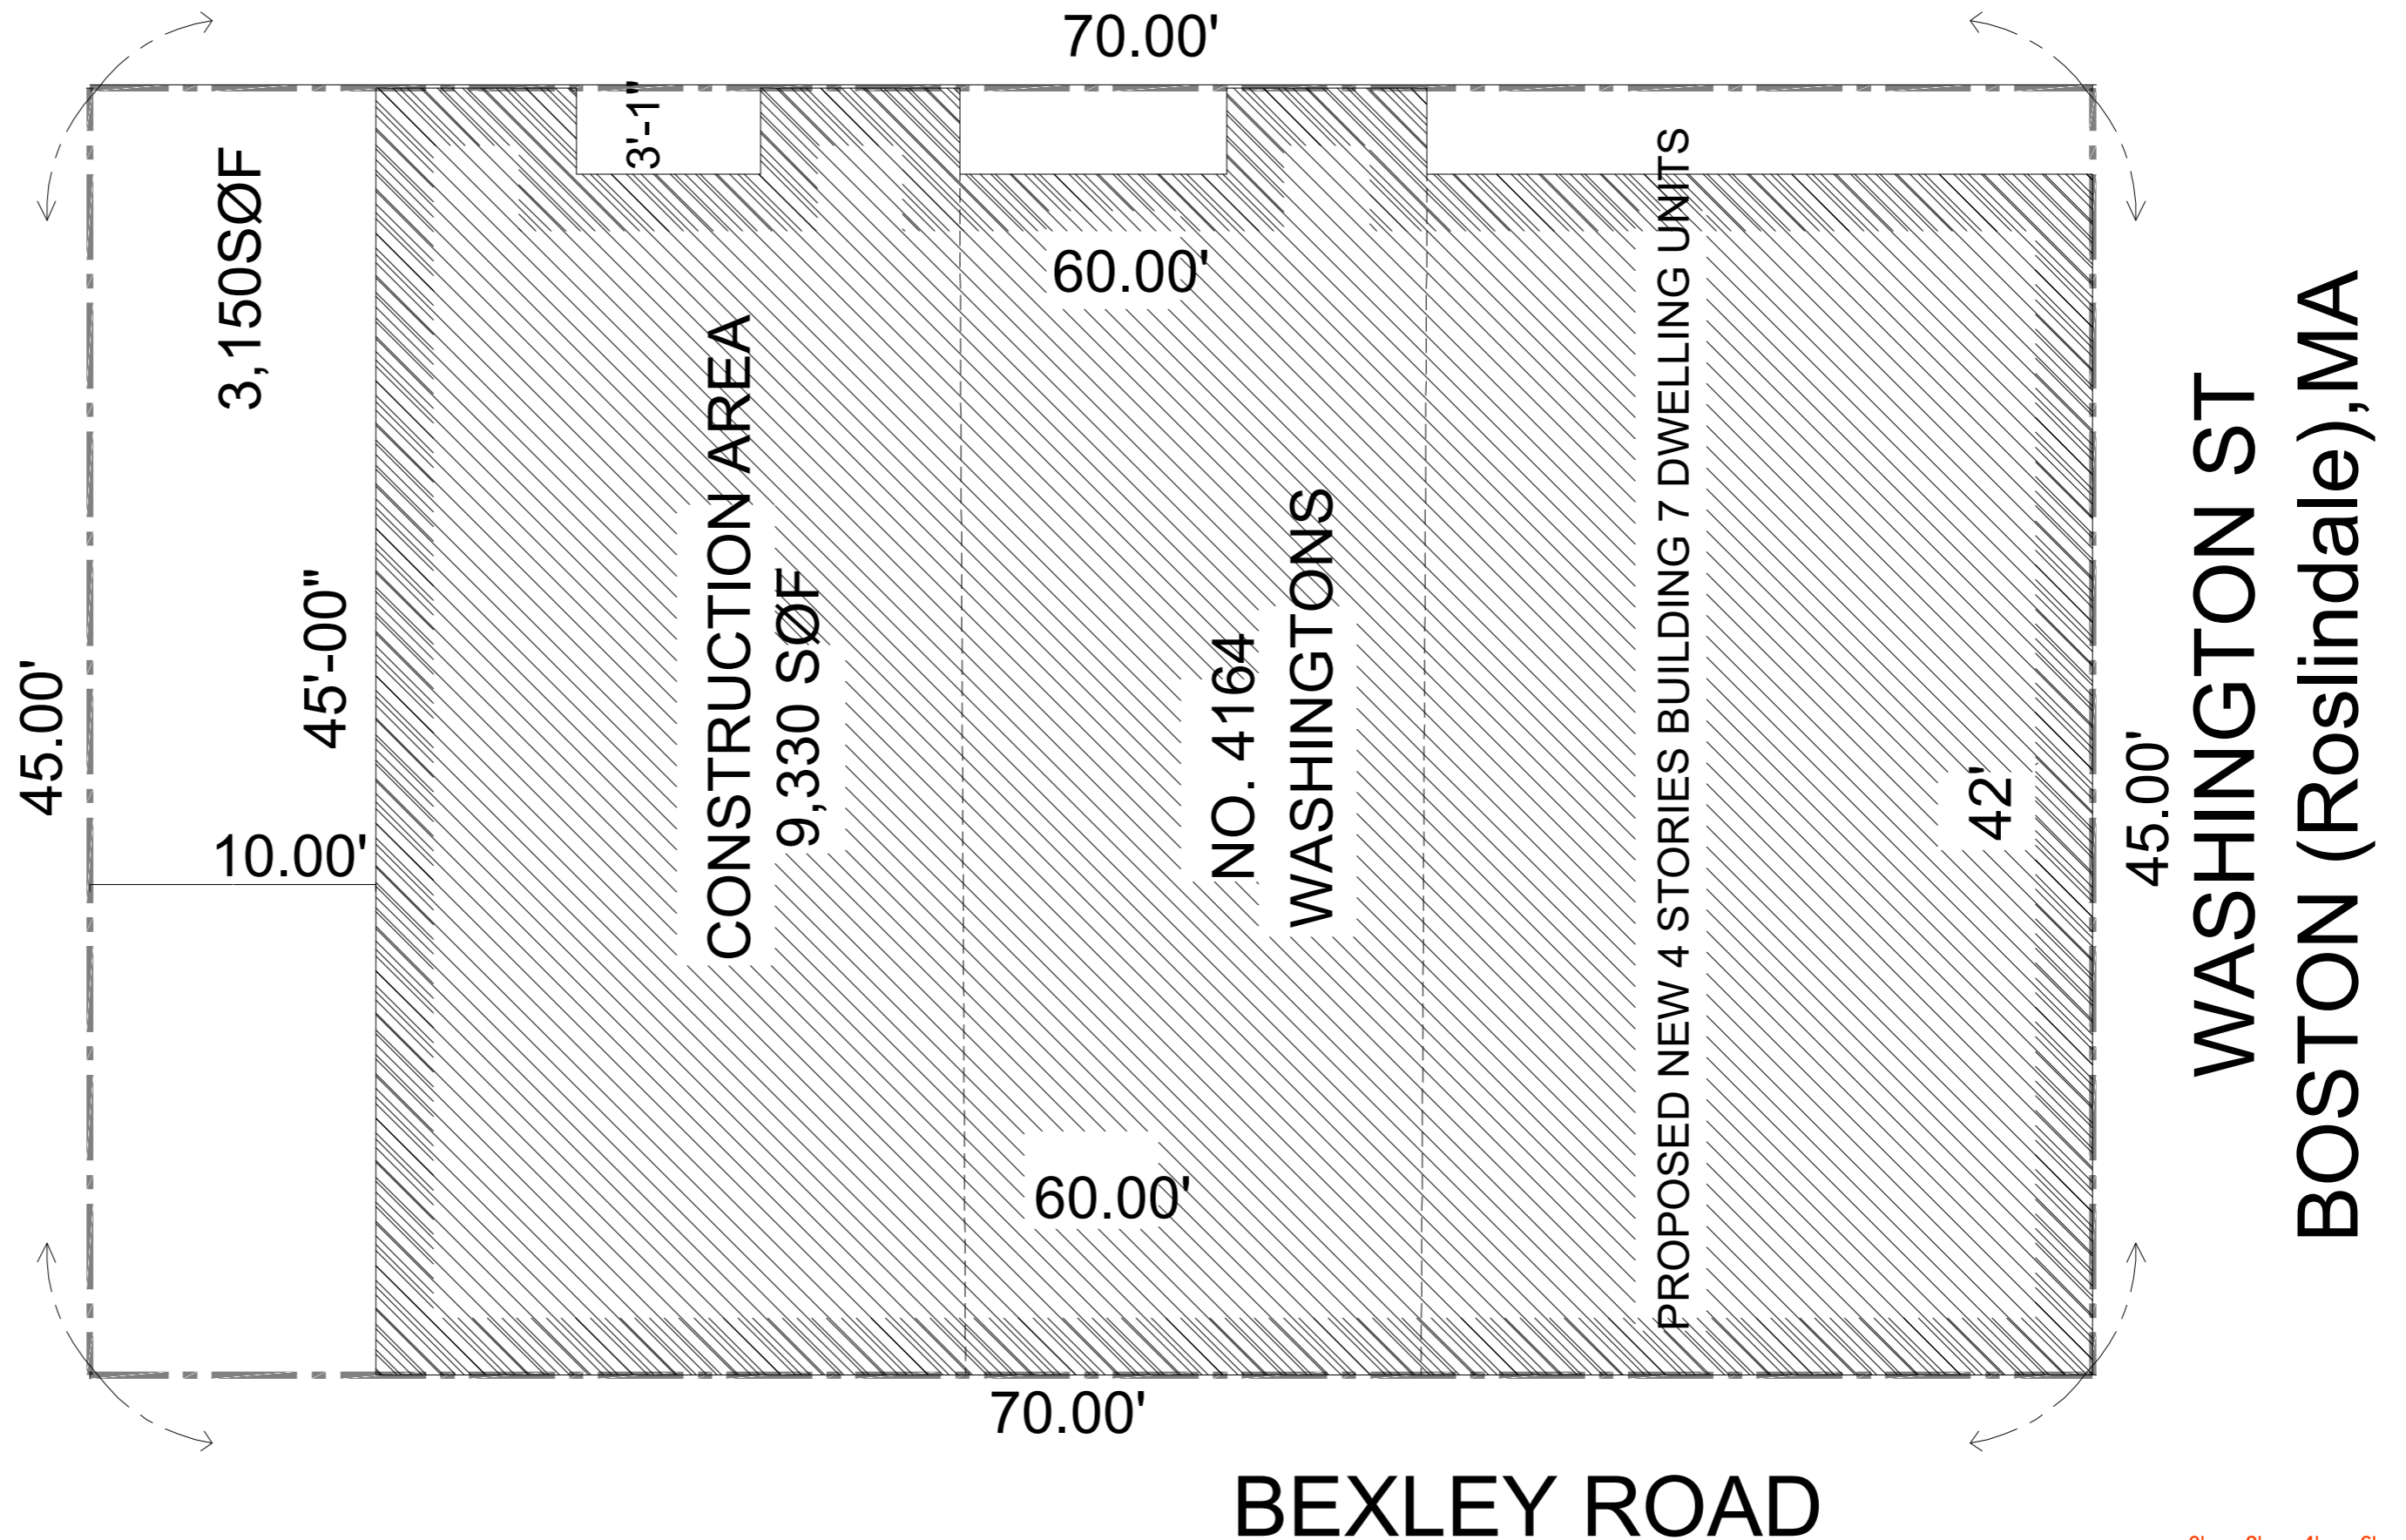 70.00'
3'-1"
3,150SØF
60.00'
CONSTRUCTION AREA
9,330 SØF
NO. 4164
WASHINGTONS
PROPOSED NEW 4 STORIES BUILDING 7 DWELLING UNITS
45.00'
45'-00"
10.00'
42'
45.00'
WASHINGTON ST
BOSTON (Roslindale),MA
60.00'
70.00'
BEXLEY ROAD